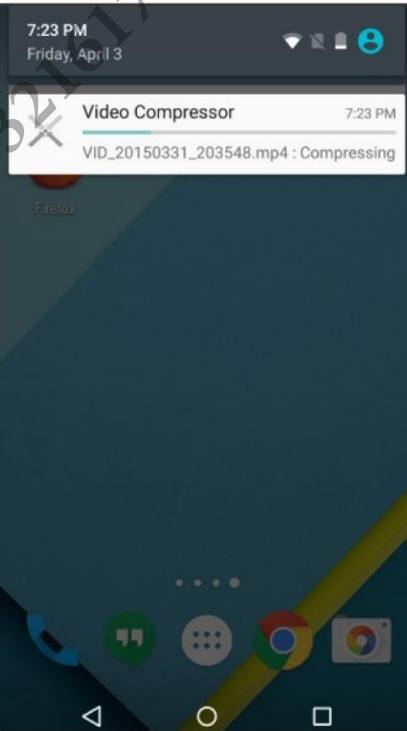 7:23 PM
Friday, April 3
Video Compressor 7:23 PM
VID_20150331_203548.mp4 : Compressing
Firefox